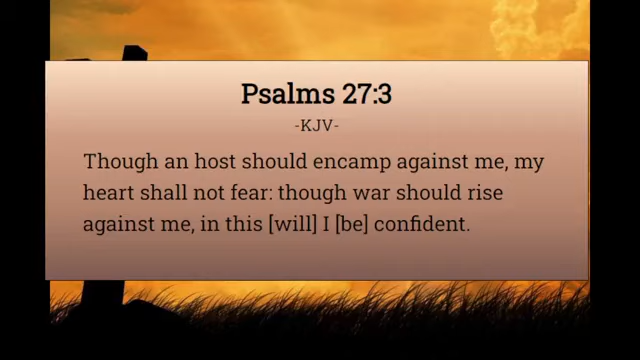 Psalms 27:3
-KJV-
Though an host should encamp against me, my
heart shall not fear: though war should rise
against me, in this [will] I [be] confident.